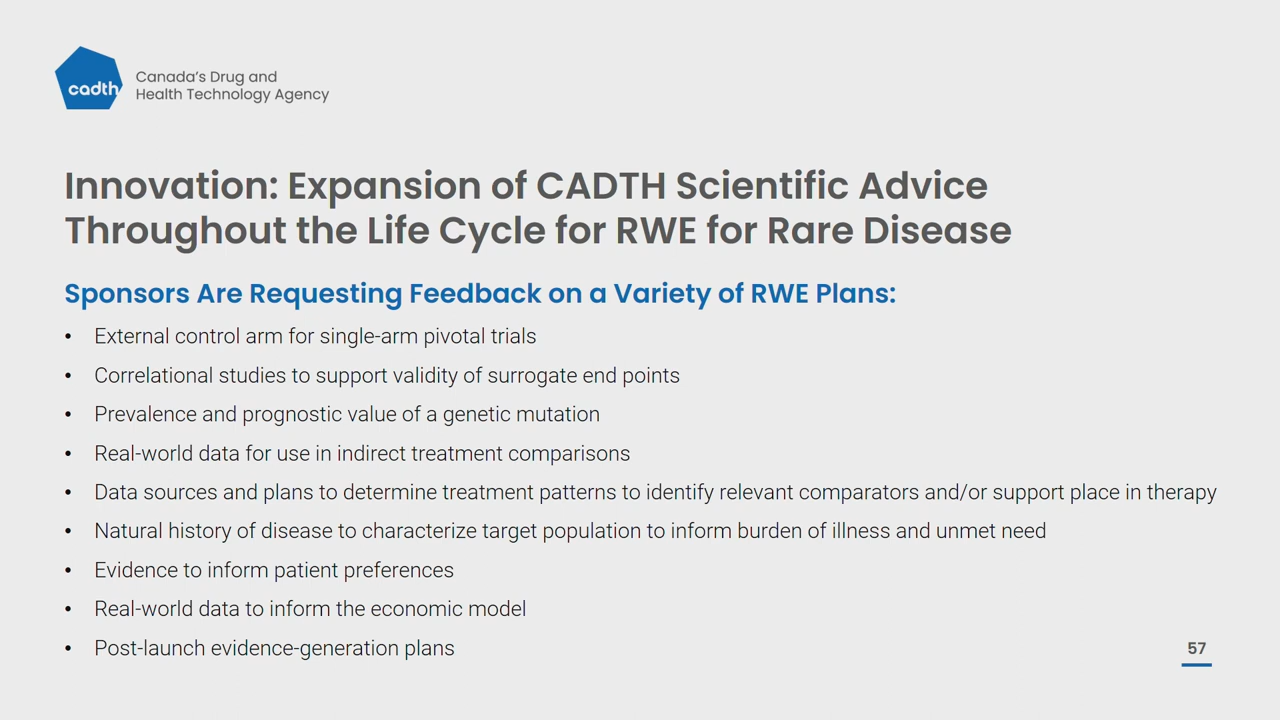 cadth
Canada's Drug and
Health Technology Agency
Innovation: Expansion of CADTH Scientific Advice
Throughout the Life Cycle for RWE for Rare Disease
Sponsors Are Requesting Feedback on a Variety of RWE Plans:
• External control arm for single-arm pivotal trials
• Correlational studies to support validity of surrogate end points
• Prevalence and prognostic value of a genetic mutation
• Real-world data for use in indirect treatment comparisons
• Data sources and plans to determine treatment patterns to identify relevant comparators and/or support place in therapy
• Natural history of disease to characterize target population to inform burden of illness and unmet need
• Evidence to inform patient preferences
• Real-world data to inform the economic model
• Post-launch evidence-generation plans
57